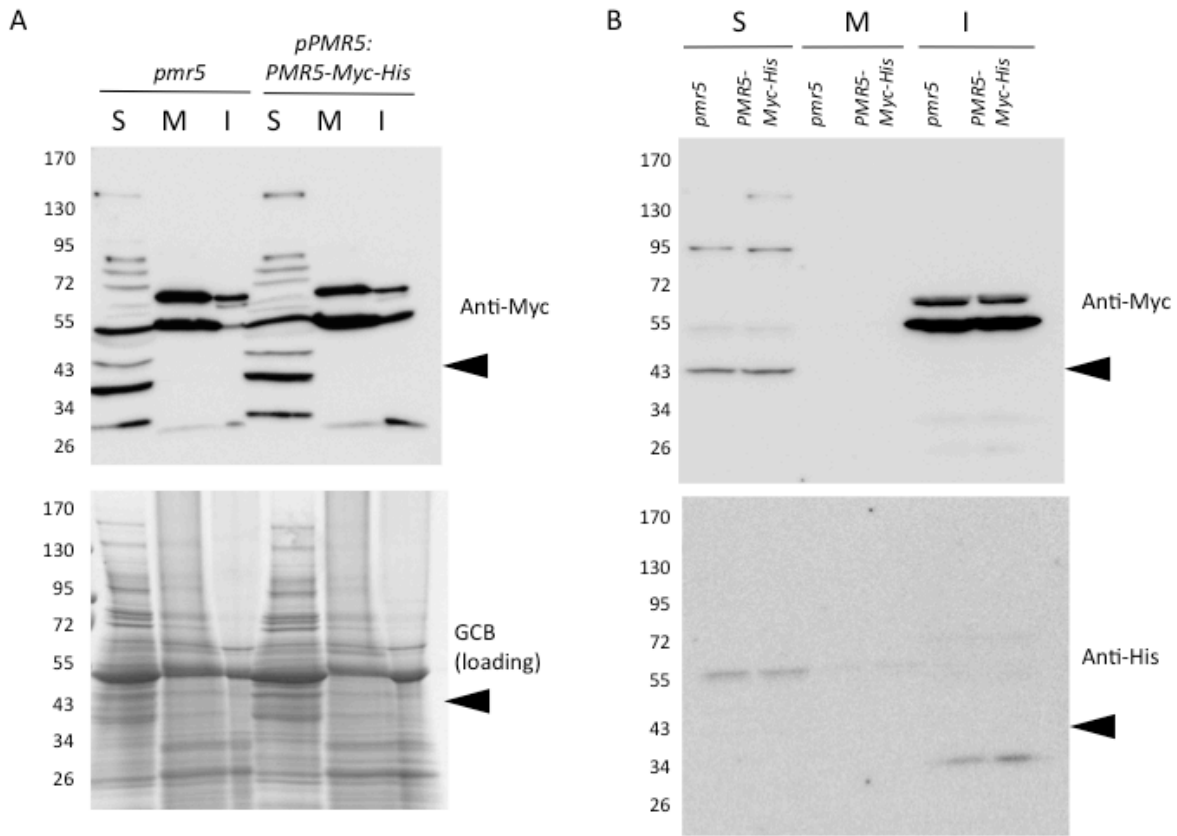 A
pPMR5:
pmr5 PMR5-Myc-His
S M I S M I
170
130
95
72
55
43
34
26
Anti-Myc
170
130
95
72
55
43
34
26
GCB
(loading)
B
S M I
pmr5 PMR5-Myc-His pmr5 PMR5-Myc-His pmr5 PMR5-Myc-His
170
130
95
72
55
43
34
26
Anti-Myc
170
130
95
72
55
43
34
26
Anti-His